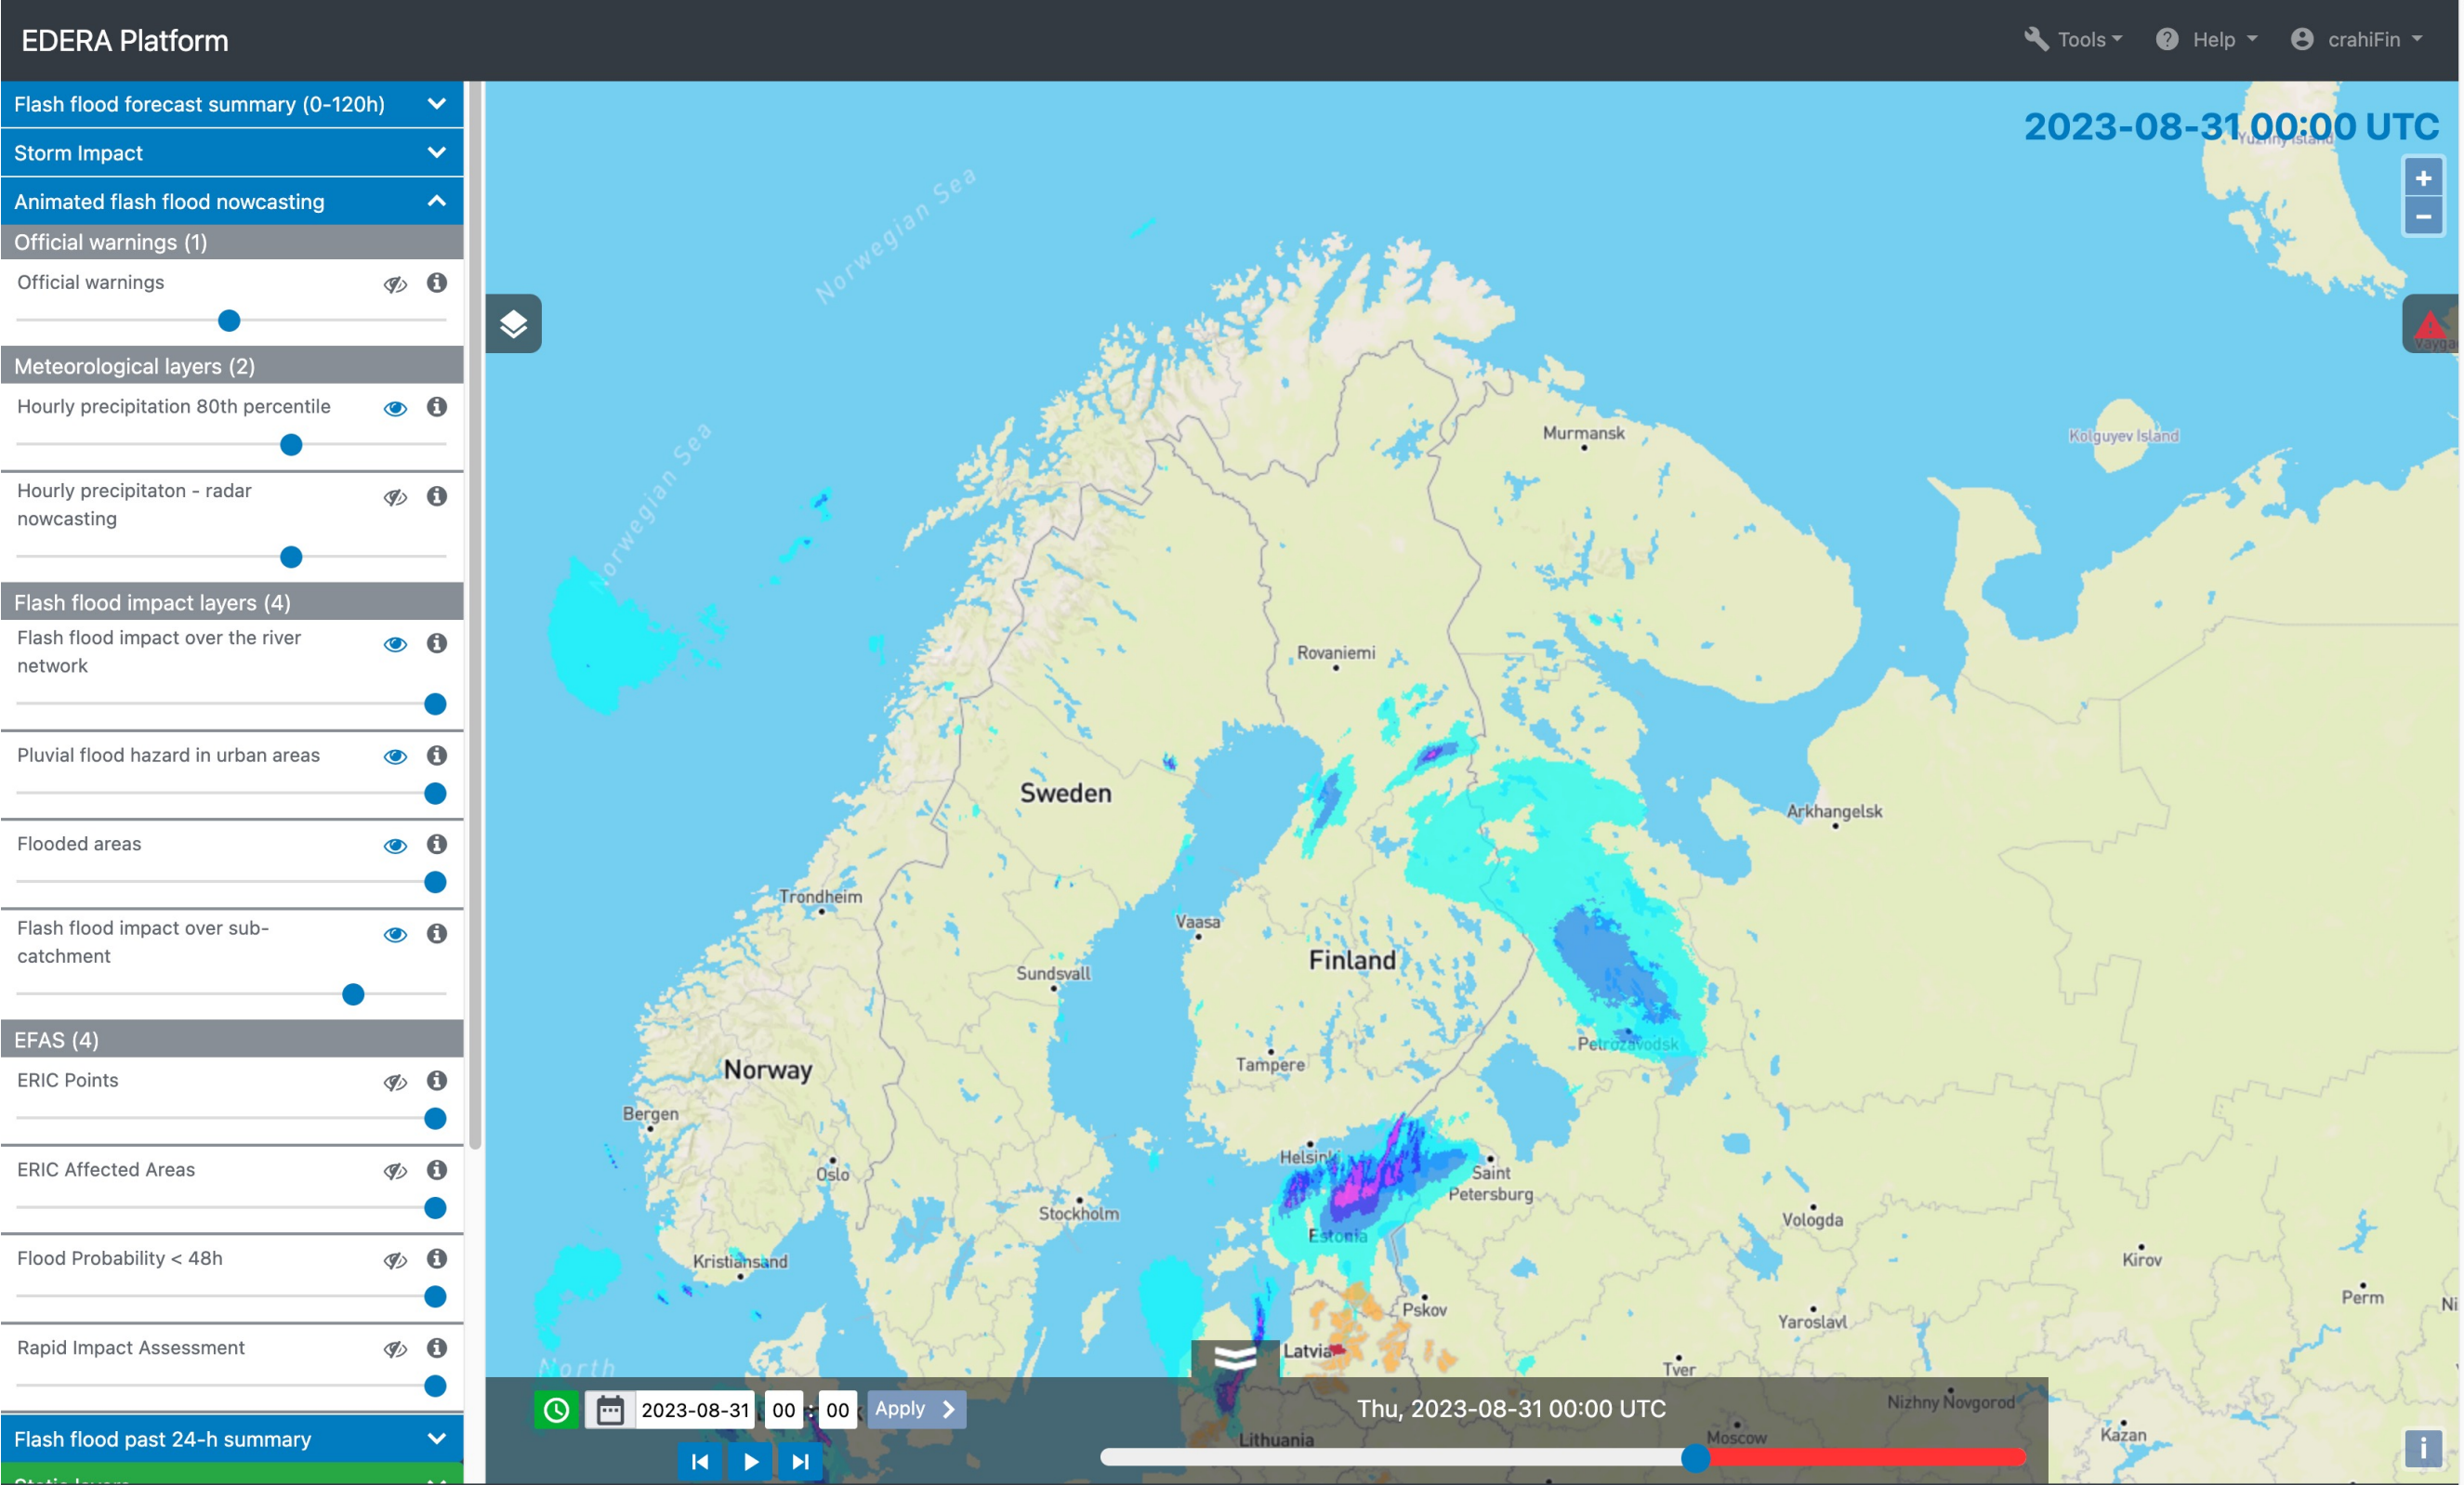 EDERA Platform
Tools
Help
crahiFin
Flash flood forecast summary (0-120h)
Storm Impact
Animated flash flood nowcasting
Official warnings (1)
Official warnings
Meteorological layers (2)
Hourly precipitation 80th percentile
Hourly precipitaton - radar
nowcasting
Flash flood impact layers (4)
Flash flood impact over the river
network
Pluvial flood hazard in urban areas
Flooded areas
Flash flood impact over sub-
catchment
EFAS (4)
ERIC Points
ERIC Affected Areas
Flood Probability < 48h
Rapid Impact Assessment
Flash flood past 24-h summary
Static layers
2023-08-31 00:00 UTC
Yuzhny Island
+
−
Norwegian Sea
Norwegian Sea
Murmansk
Kolguyev Island
Rovaniemi
Sweden
Arkhangelsk
Trondheim
Vaasa
Finland
Sundsvall
Petrozavodsk
Tampere
Norway
Bergen
Helsinki
Oslo
Saint
Petersburg
Stockholm
Vologda
Estonia
Kirov
Kristiansand
Perm
Ni
Pskov
Yaroslavl
Latvia
Tver
North
Nizhny Novgorod
Moscow
Kazan
Lithuania
2023-08-31
00 : 00
Apply
Thu, 2023-08-31 00:00 UTC